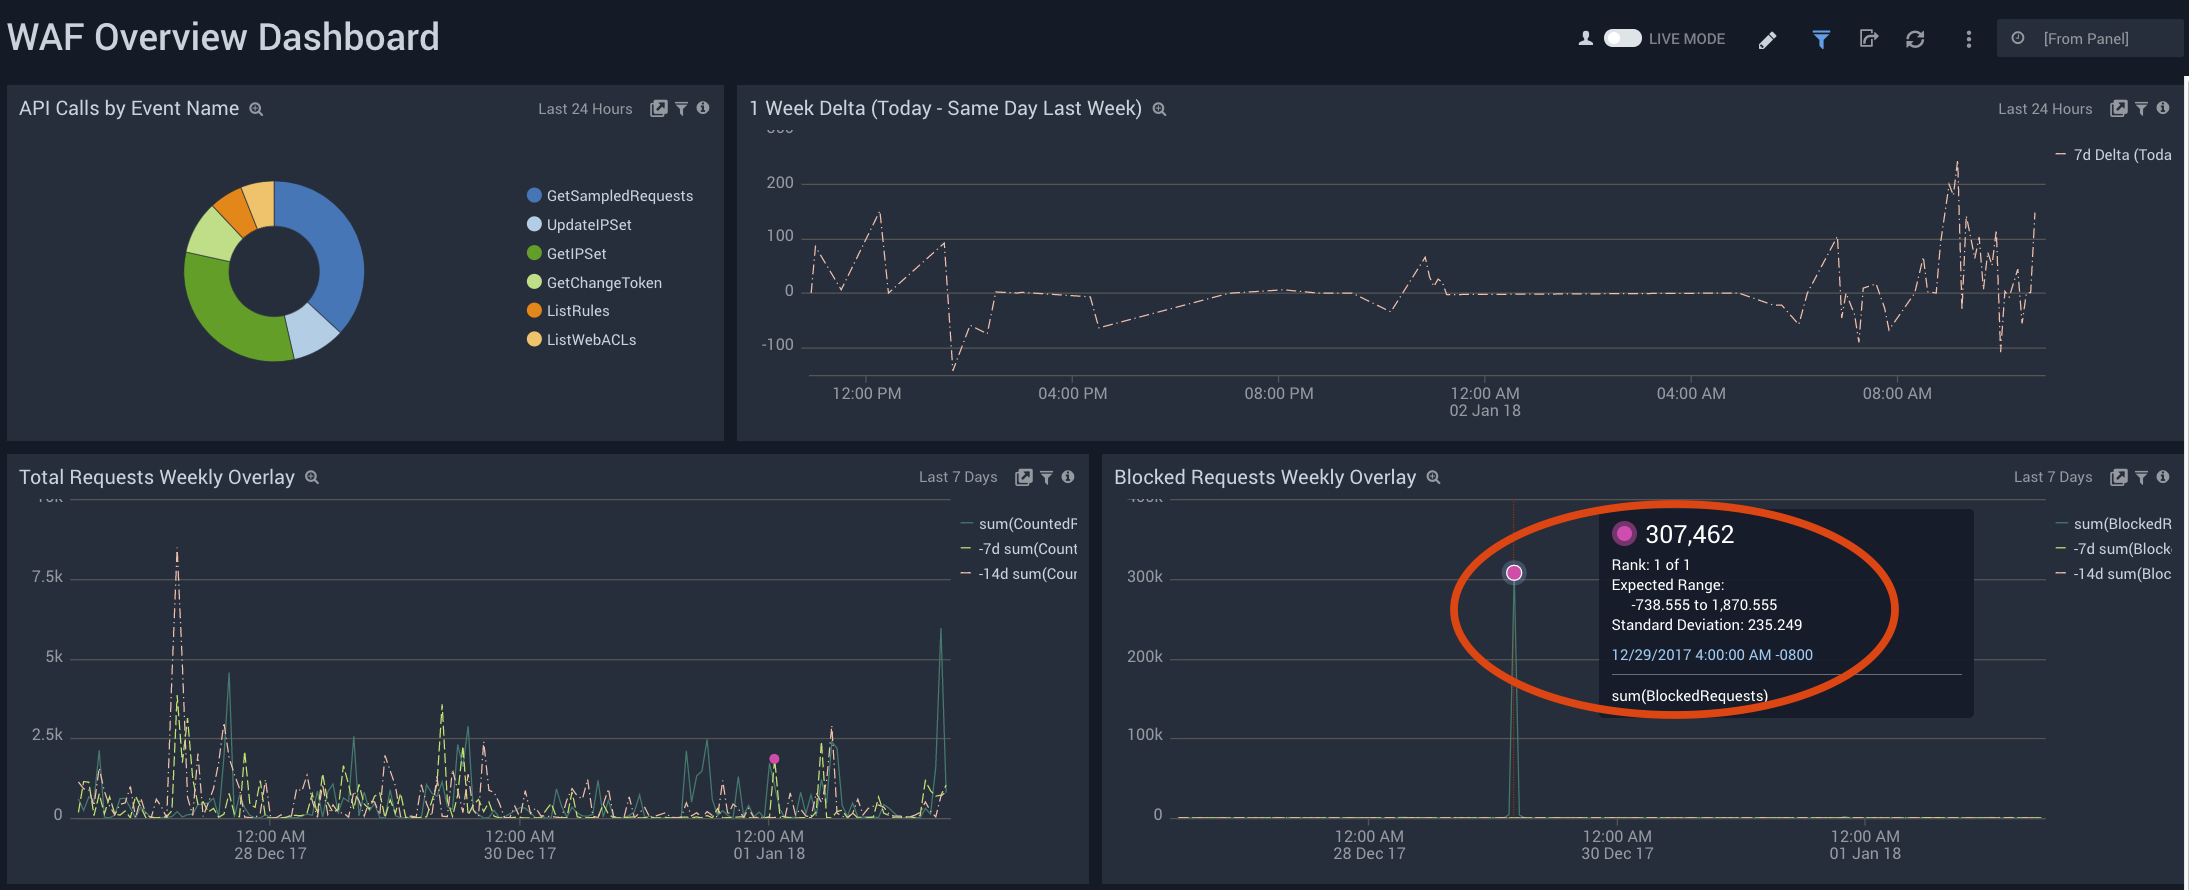 WAF Overview Dashboard
LIVE MODE
[From Panel]
API Calls by Event Name
Last 24 Hours
GetSampledRequests
UpdateIPSet
GetIPSet
GetChangeToken
ListRules
ListWebACLs
1 Week Delta (Today - Same Day Last Week)
Last 24 Hours
7d Delta (Toda
200
100
0
-100
12:00 PM
04:00 PM
08:00 PM
12:00 AM
02 Jan 18
04:00 AM
08:00 AM
Total Requests Weekly Overlay
Last 7 Days
sum(CountedR
-7d sum(Count
-14d sum(Cour
7.5k
5k
2.5k
0
12:00 AM
28 Dec 17
12:00 AM
30 Dec 17
12:00 AM
01 Jan 18
Blocked Requests Weekly Overlay
Last 7 Days
sum(BlockedR
-7d sum(Block
-14d sum(Bloc
400k
300k
200k
100k
0
307,462
Rank: 1 of 1
Expected Range:
-738.555 to 1,870.555
Standard Deviation: 235.249
12/29/2017 4:00:00 AM -0800
sum(BlockedRequests)
12:00 AM
28 Dec 17
12:00 AM
30 Dec 17
12:00 AM
01 Jan 18